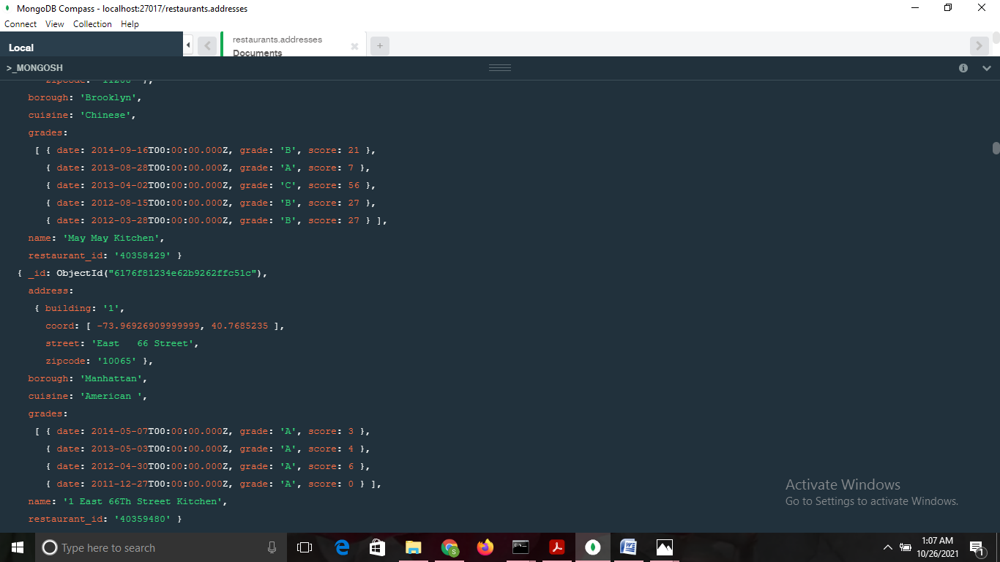 MongoDB Compass - localhost:27017/restaurants.addresses
Connect View Collection Help
Local
restaurants.addresses
Documents
>_MONGOSH
zipcode: '11208' },
borough: 'Brooklyn',
cuisine: 'Chinese',
grades:
[ { date: 2014-09-16T00:00:00.000Z, grade: 'B', score: 21 },
{ date: 2013-08-28T00:00:00.000Z, grade: 'A', score: 7 },
{ date: 2013-04-02T00:00:00.000Z, grade: 'C', score: 56 },
{ date: 2012-08-15T00:00:00.000Z, grade: 'B', score: 27 },
{ date: 2012-03-28T00:00:00.000Z, grade: 'B', score: 27 } ],
name: 'May May Kitchen',
restaurant_id: '40358429' }
{ _id: ObjectId("6176f81234e62b9262ffc51c"),
address:
{ building: '1',
coord: [ -73.96926909999999, 40.7685235 ],
street: 'East   66 Street',
zipcode: '10065' },
borough: 'Manhattan',
cuisine: 'American ',
grades:
[ { date: 2014-05-07T00:00:00.000Z, grade: 'A', score: 3 },
{ date: 2013-05-03T00:00:00.000Z, grade: 'A', score: 4 },
{ date: 2012-04-30T00:00:00.000Z, grade: 'A', score: 6 },
{ date: 2011-12-27T00:00:00.000Z, grade: 'A', score: 0 } ],
name: '1 East 66Th Street Kitchen',
restaurant_id: '40359480' }
Activate Windows
Go to Settings to activate Windows.
Type here to search
1:07 AM
10/26/2021
1